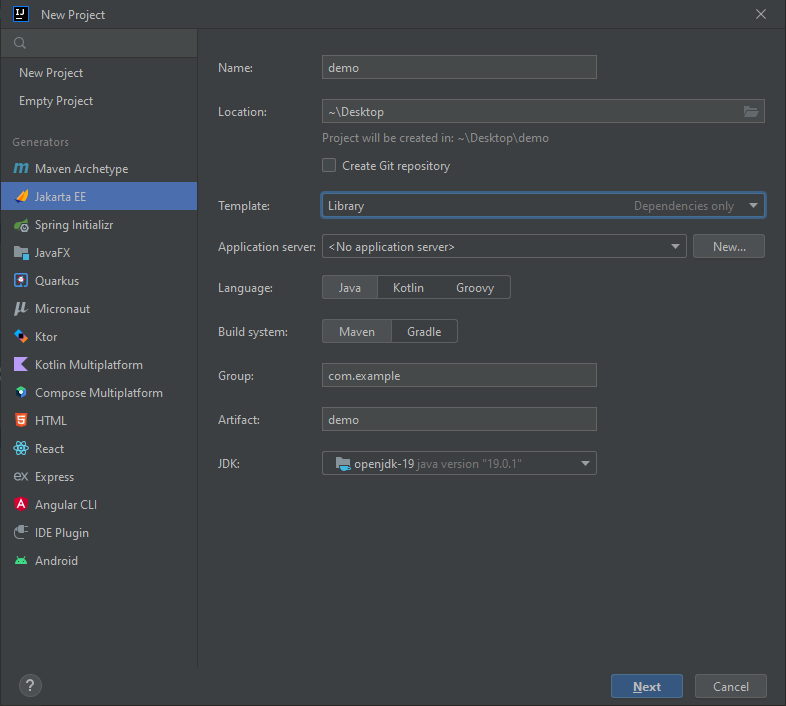 New Project
New Project
Empty Project
Generators
Maven Archetype
Jakarta EE
Spring Initializr
JavaFX
Quarkus
Micronaut
Ktor
Kotlin Multiplatform
Compose Multiplatform
HTML
React
Express
Angular CLI
IDE Plugin
Android
Name: demo
Location: ~\Desktop
Project will be created in: ~\Desktop\demo
Create Git repository
Template: Library Dependencies only
Application server: <No application server> New...
Language: Java Kotlin Groovy
Build system: Maven Gradle
Group: com.example
Artifact: demo
JDK: openjdk-19 java version "19.0.1"
? Next Cancel